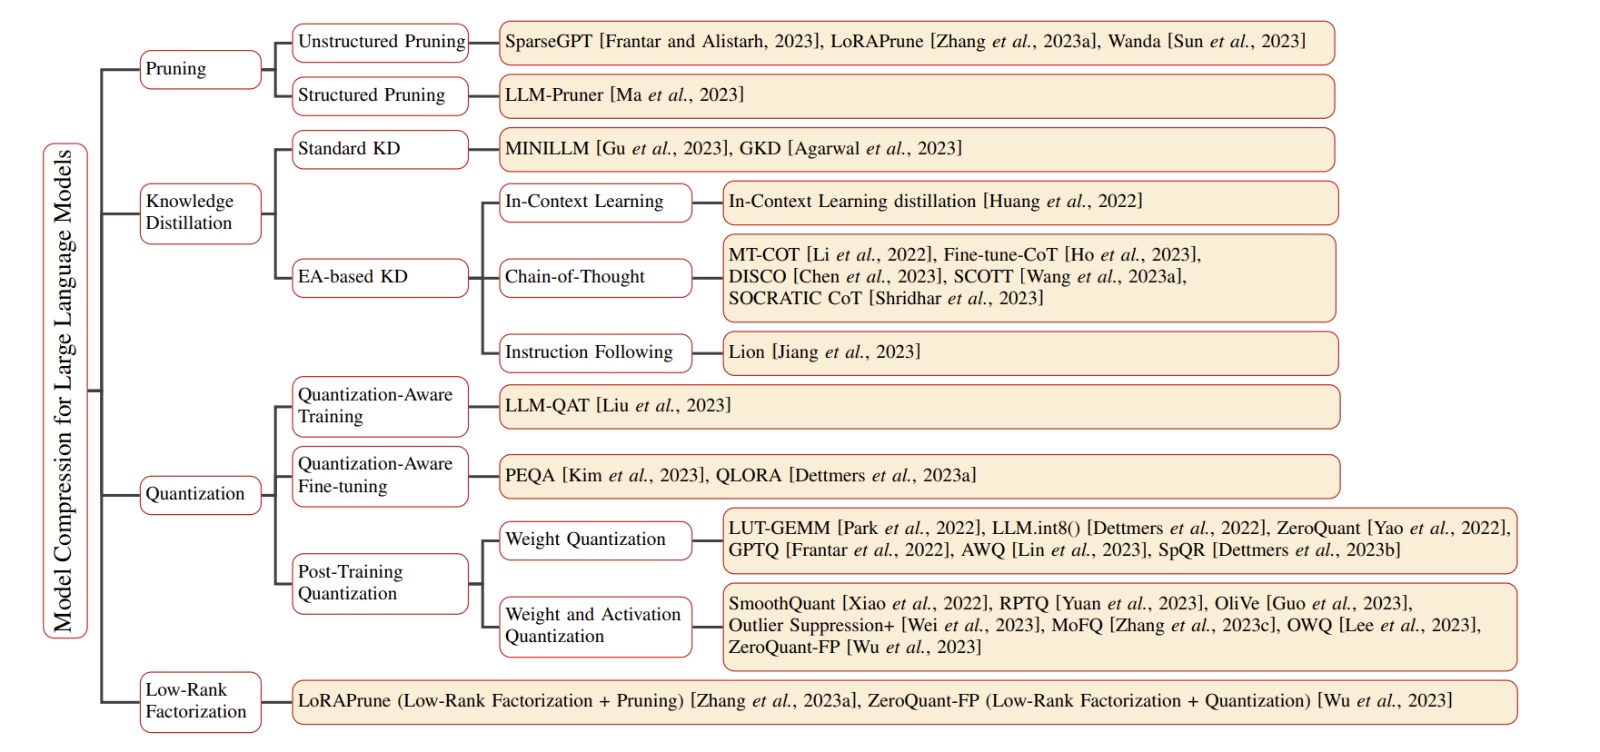 Model Compression for Large Language Models
Pruning
Unstructured Pruning
SparseGPT [Frantar and Alistarh, 2023], LoRAPrune [Zhang et al., 2023a], Wanda [Sun et al., 2023]
Structured Pruning
LLM-Pruner [Ma et al., 2023]
Knowledge
Distillation
Standard KD
MINILLM [Gu et al., 2023], GKD [Agarwal et al., 2023]
EA-based KD
In-Context Learning
In-Context Learning distillation [Huang et al., 2022]
Chain-of-Thought
MT-COT [Li et al., 2022], Fine-tune-CoT [Ho et al., 2023],
DISCO [Chen et al., 2023], SCOTT [Wang et al., 2023a],
SOCRATIC CoT [Shridhar et al., 2023]
Instruction Following
Lion [Jiang et al., 2023]
Quantization
Quantization-Aware
Training
LLM-QAT [Liu et al., 2023]
Quantization-Aware
Fine-tuning
PEQA [Kim et al., 2023], QLORA [Dettmers et al., 2023a]
Post-Training
Quantization
Weight Quantization
LUT-GEMM [Park et al., 2022], LLM.int8() [Dettmers et al., 2022], ZeroQuant [Yao et al., 2022],
GPTQ [Frantar et al., 2022], AWQ [Lin et al., 2023], SpQR [Dettmers et al., 2023b]
Weight and Activation
Quantization
SmoothQuant [Xiao et al., 2022], RPTQ [Yuan et al., 2023], OliVe [Guo et al., 2023],
Outlier Suppression+ [Wei et al., 2023], MoFQ [Zhang et al., 2023c], OWQ [Lee et al., 2023],
ZeroQuant-FP [Wu et al., 2023]
Low-Rank
Factorization
LoRAPrune (Low-Rank Factorization + Pruning) [Zhang et al., 2023a], ZeroQuant-FP (Low-Rank Factorization + Quantization) [Wu et al., 2023]